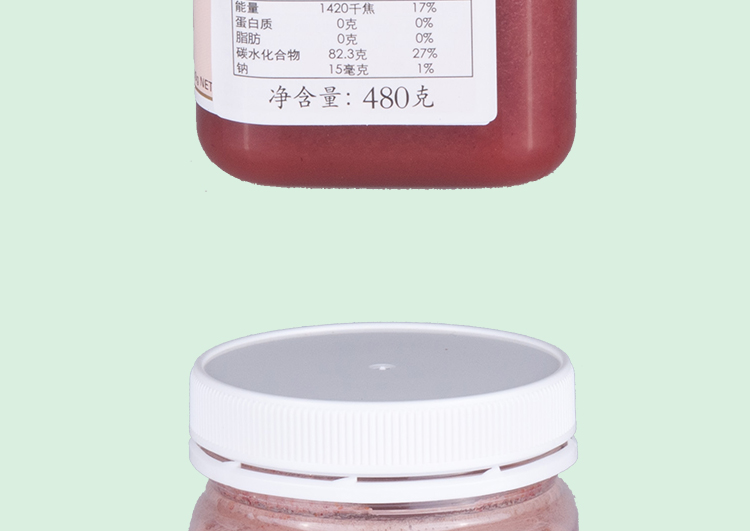 能量 1420千焦 17%
蛋白质 0克 0%
脂肪 0克 0%
碳水化合物 82.3克 27%
钠 15毫克 1%
净含量：480克
NET